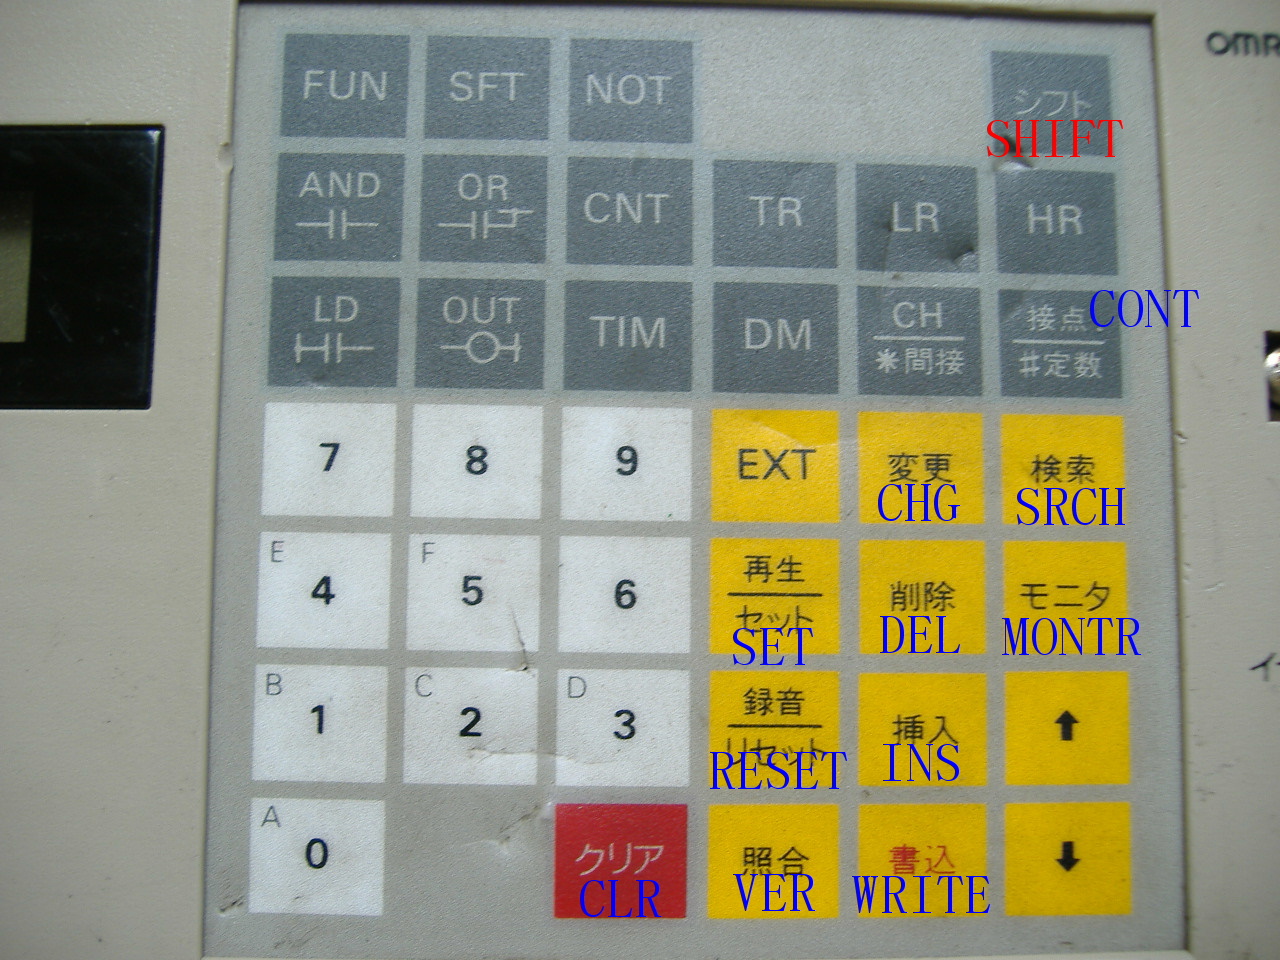 OMR
FUN
SFT
NOT
シフト
SHIFT
AND
OR
CNT
TR
LR
HR
LD
OUT
TIM
DM
CH
＊間接
接点
CONT
#定数
7
8
9
EXT
変更
CHG
検索
SRCH
E
4
F
5
6
再生
セット
SET
削除
DEL
モニタ
MONTR
B
1
C
2
D
3
録音
リセット
RESET
挿入
INS
↑
A
0
クリア
CLR
照合
VER
書込
WRITE
↓